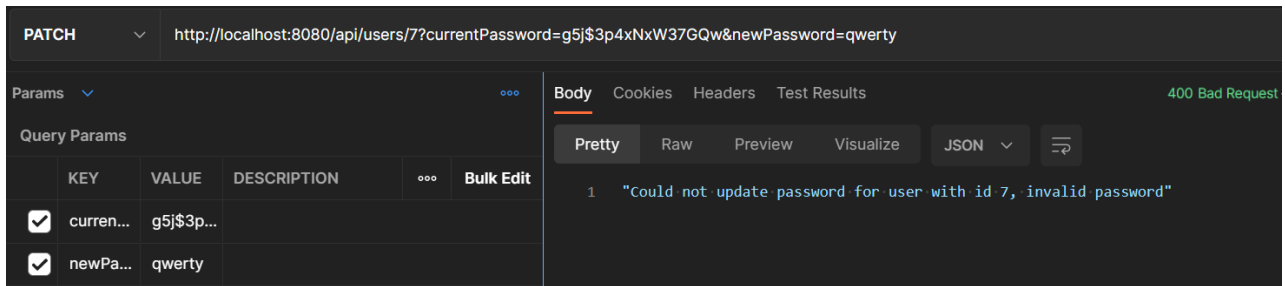 PATCH http://localhost:8080/api/users/7?currentPassword=g5j$3p4xNxW37GQw&newPassword=qwerty
Params
Query Params
KEY VALUE DESCRIPTION Bulk Edit
curren... g5j$3p...
newPa... qwerty
Body Cookies Headers Test Results 400 Bad Request
Pretty Raw Preview Visualize JSON
1 "Could not update password for user with id 7, invalid password"